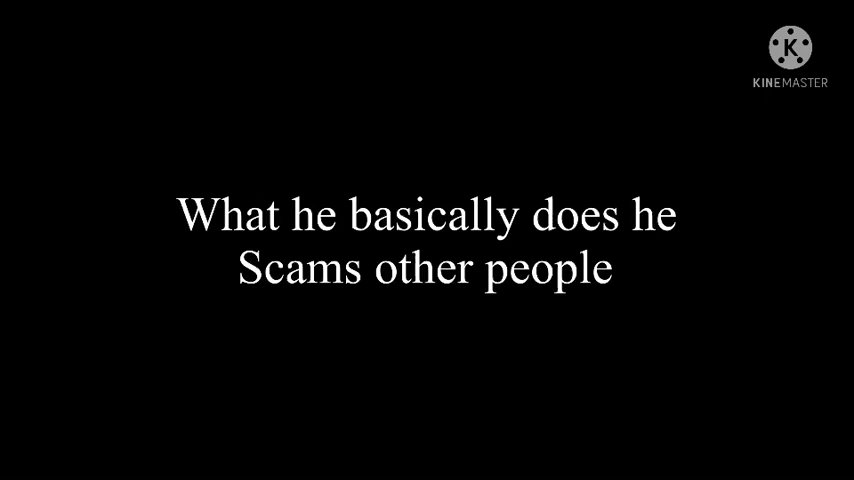 K
KINEMASTER
What he basically does he
Scams other people